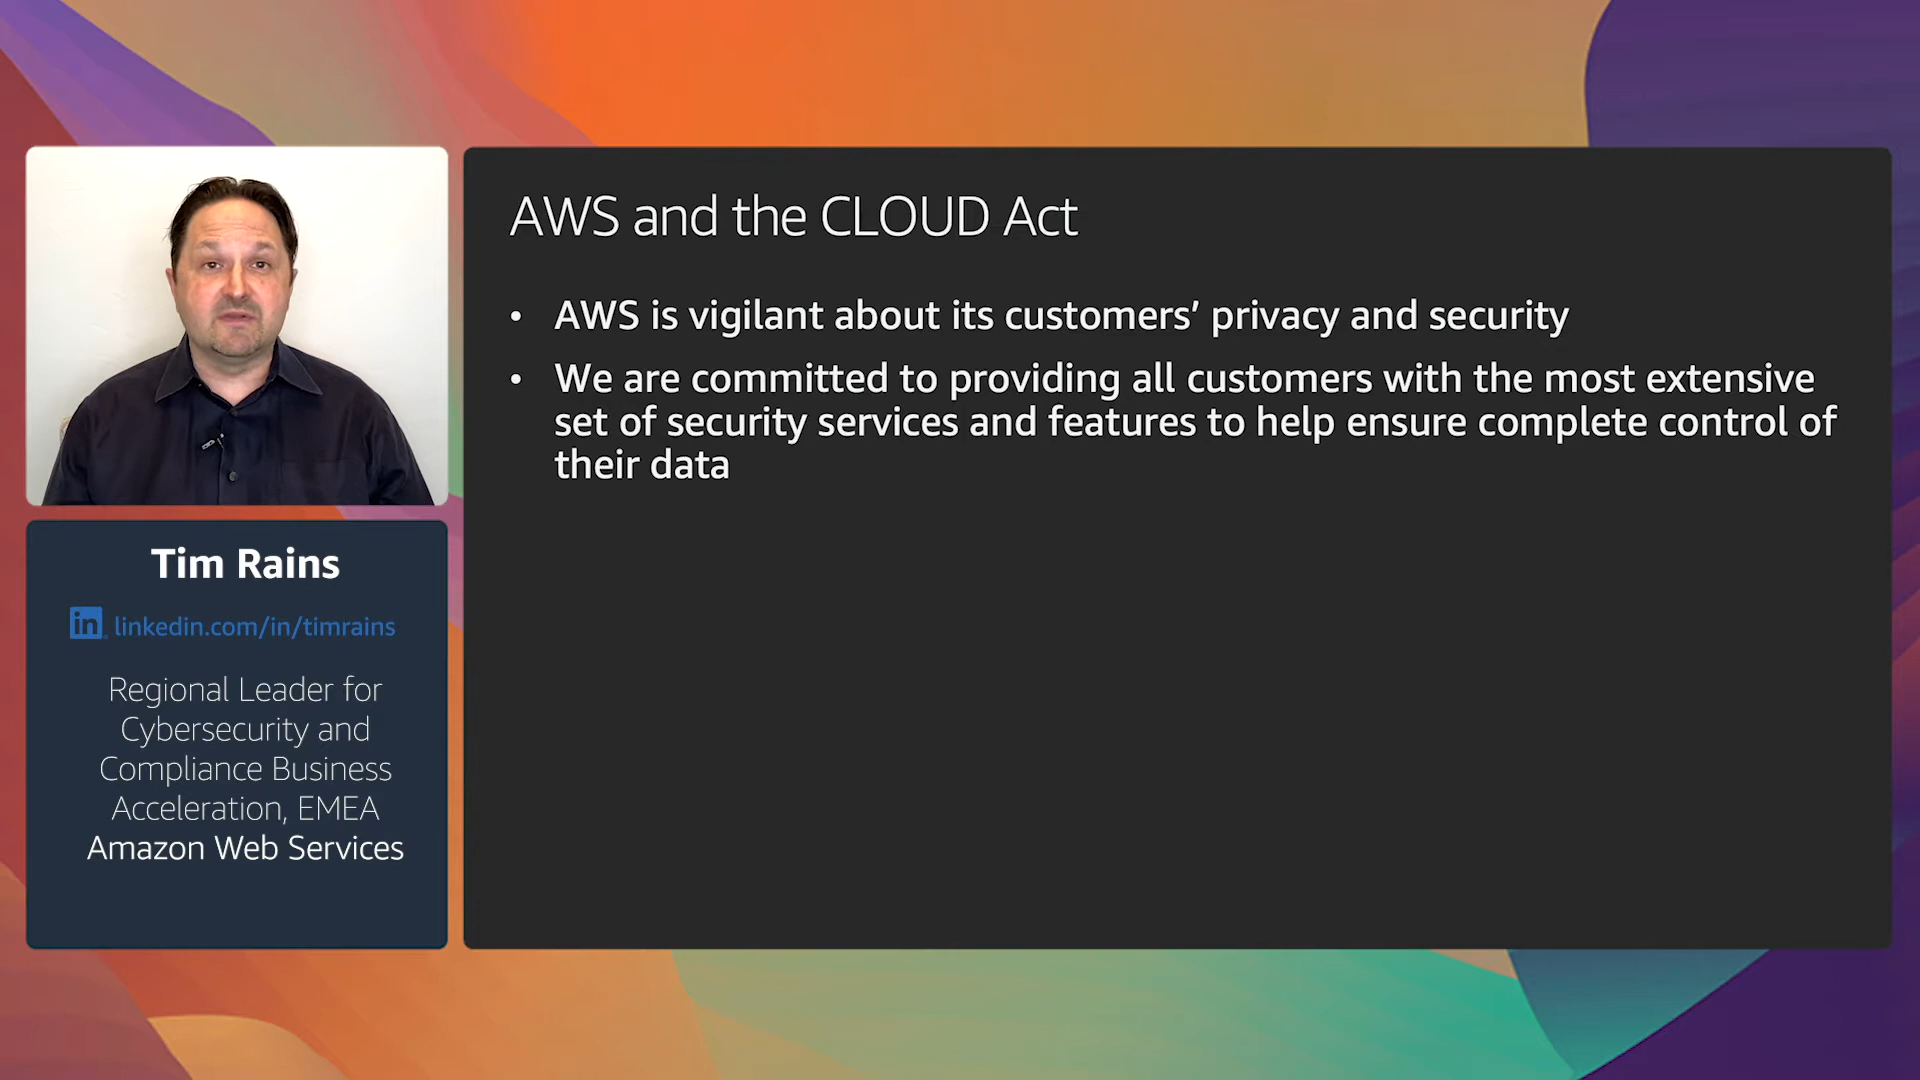 AWS and the CLOUD Act
• AWS is vigilant about its customers’ privacy and security
• We are committed to providing all customers with the most extensive
set of security services and features to help ensure complete control of
their data
Tim Rains
in linkedin.com/in/timrains
Regional Leader for
Cybersecurity and
Compliance Business
Acceleration, EMEA
Amazon Web Services